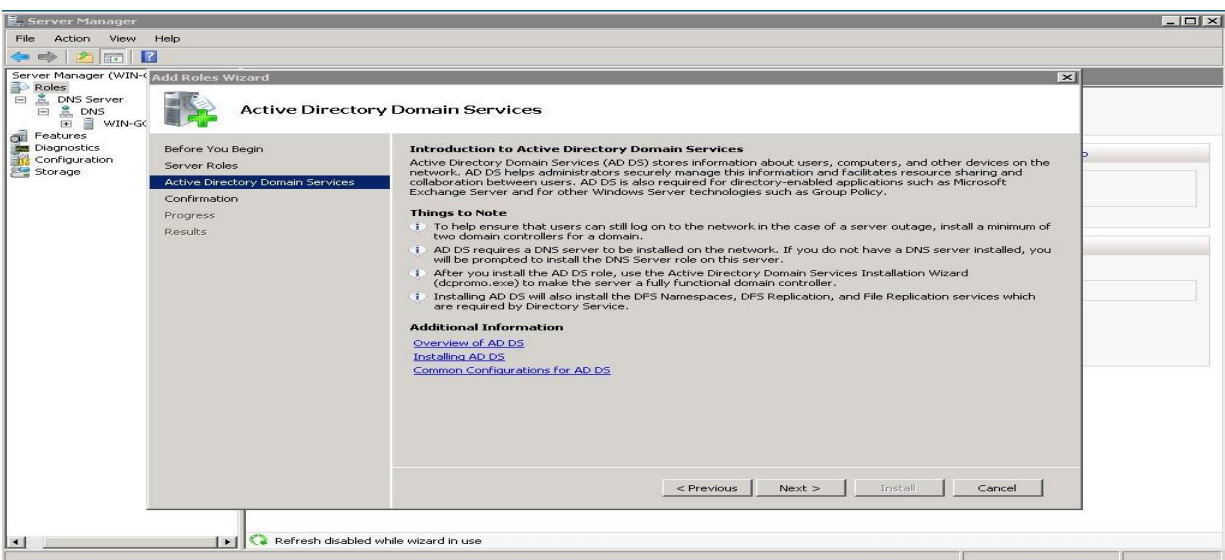 Server Manager
File Action View Help
Server Manager (WIN-
Roles
DNS Server
DNS
WIN-GC
Features
Diagnostics
Configuration
Storage
Add Roles Wizard
Active Directory Domain Services
Before You Begin
Server Roles
Active Directory Domain Services
Confirmation
Progress
Results
Introduction to Active Directory Domain Services
Active Directory Domain Services (AD DS) stores information about users, computers, and other devices on the
network. AD DS helps administrators securely manage this information and facilitates resource sharing and
collaboration between users. AD DS is also required for directory-enabled applications such as Microsoft
Exchange Server and for other Windows Server technologies such as Group Policy.
Things to Note
To help ensure that users can still log on to the network in the case of a server outage, install a minimum of
two domain controllers for a domain.
AD DS requires a DNS server to be installed on the network. If you do not have a DNS server installed, you
will be prompted to install the DNS Server role on this server.
After you install the AD DS role, use the Active Directory Domain Services Installation Wizard
(dcpromo.exe) to make the server a fully functional domain controller.
Installing AD DS will also install the DFS Namespaces, DFS Replication, and File Replication services which
are required by Directory Service.
Additional Information
Overview of AD DS
Installing AD DS
Common Configurations for AD DS
< Previous Next > Install Cancel
Refresh disabled while wizard in use